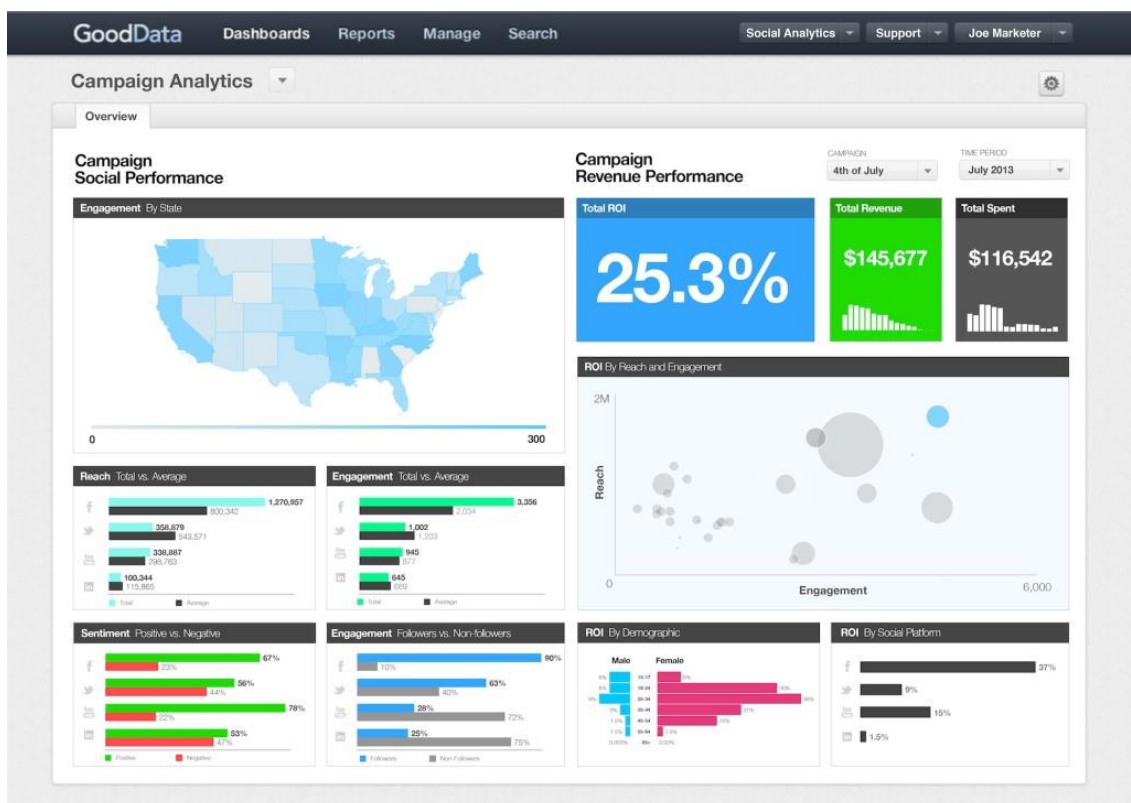 GoodData Dashboards Reports Manage Search Social Analytics Support Joe Marketer
Campaign Analytics
Overview
Campaign
Social Performance
Engagement By State
0 300
Reach Total vs. Average
1,270,957
800,342
358,879
543,571
338,887
298,763
100,344
115,865
Total Average
Engagement Total vs. Average
3,356
2,034
1,002
1,203
945
877
645
689
Total Average
Sentiment Positive vs. Negative
67%
23%
56%
44%
78%
22%
53%
47%
Positive Negative
Engagement Followers vs. Non-followers
90%
10%
63%
40%
28%
72%
25%
75%
Followers Non-Followers
Campaign
Revenue Performance
CAMPAIGN
4th of July
TIME PERIOD
July 2013
Total ROI
25.3%
Total Revenue
$145,677
Total Spent
$116,542
ROI By Reach and Engagement
2M
Reach
0 Engagement 6,000
ROI By Demographic
Male Female
ROI By Social Platform
37%
9%
15%
1.5%